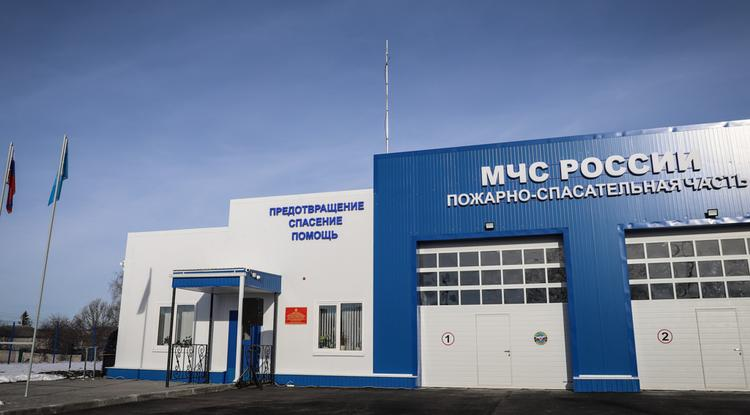 МЧС РОССИИ
ПОЖАРНО-СПАСАТЕЛЬНАЯ ЧАСТЬ
ПРЕДОТВРАЩЕНИЕ
СПАСЕНИЕ
ПОМОЩЬ
1
2